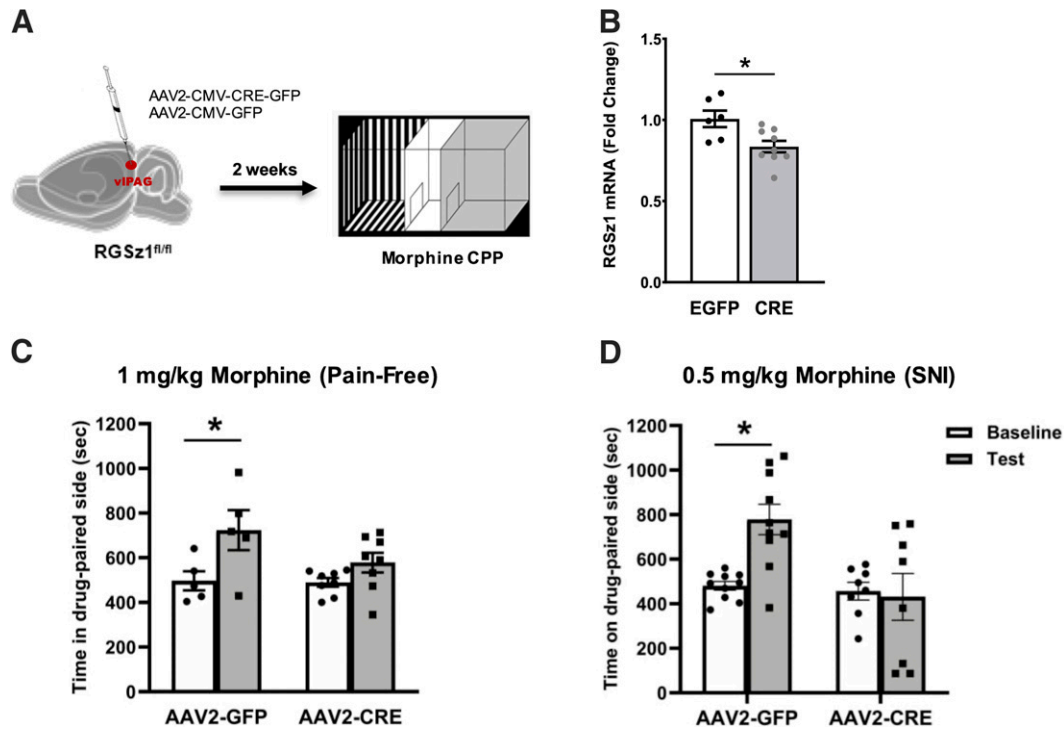 A
AAV2-CMV-CRE-GFP
AAV2-CMV-GFP
vlPAG
2 weeks
RGSz1fl/fl
Morphine CPP
B
RGSz1 mRNA (Fold Change)
1.5
1.0
0.5
0.0
*
EGFP CRE
C
1 mg/kg Morphine (Pain-Free)
Time in drug-paired side (sec)
1200
1000
800
600
400
200
0
*
AAV2-GFP AAV2-CRE
D
0.5 mg/kg Morphine (SNI)
Time on drug-paired side (sec)
1200
1000
800
600
400
200
0
*
AAV2-GFP AAV2-CRE
Baseline
Test